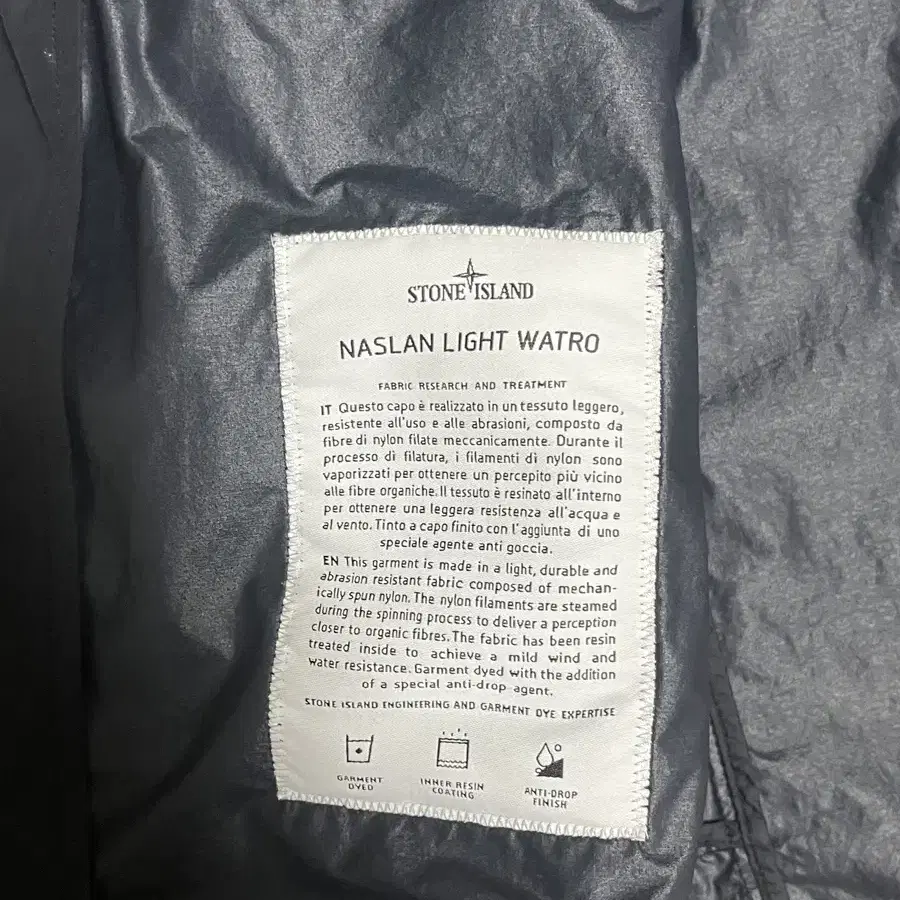 STONE ISLAND
NASLAN LIGHT WATRO
FABRIC RESEARCH AND TREATMENT
IT Questo capo è realizzato in un tessuto leggero,
resistente all'uso e alle abrasioni, composto da
fibre di nylon filate meccanicamente. Durante il
processo di filatura, i filamenti di nylon sono
vaporizzati per ottenere un percepito più vicino
alle fibre organiche. Il tessuto è resinato all'interno
per ottenere una leggera resistenza all'acqua e
al vento. Tinto a capo finito con l'aggiunta di uno
speciale agente anti goccia.
EN This garment is made in a light, durable and
abrasion resistant fabric composed of mechan-
ically spun nylon. The nylon filaments are steamed
during the spinning process to deliver a perception
closer to organic fibres. The fabric has been resin
treated inside to achieve a mild wind and
water resistance. Garment dyed with the addition
of a special anti-drop agent.
STONE ISLAND ENGINEERING AND GARMENT DYE EXPERTISE
GARMENT
DYED
INNER RESIN
COATING
ANTI-DROP
FINISH